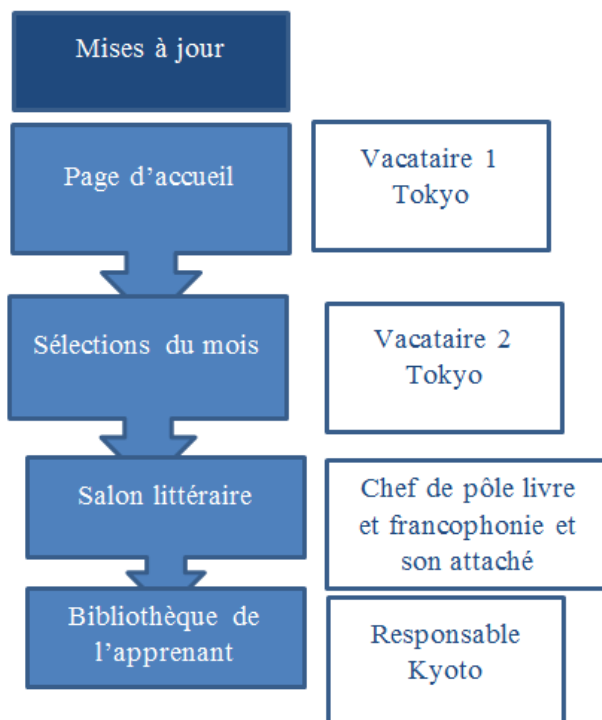 Mises à jour
Page d’accueil
Vacataire 1
Tokyo
Sélections du mois
Vacataire 2
Tokyo
Salon littéraire
Chef de pôle livre
et francophonie et
son attaché
Bibliothèque de
l’apprenant
Responsable
Kyoto